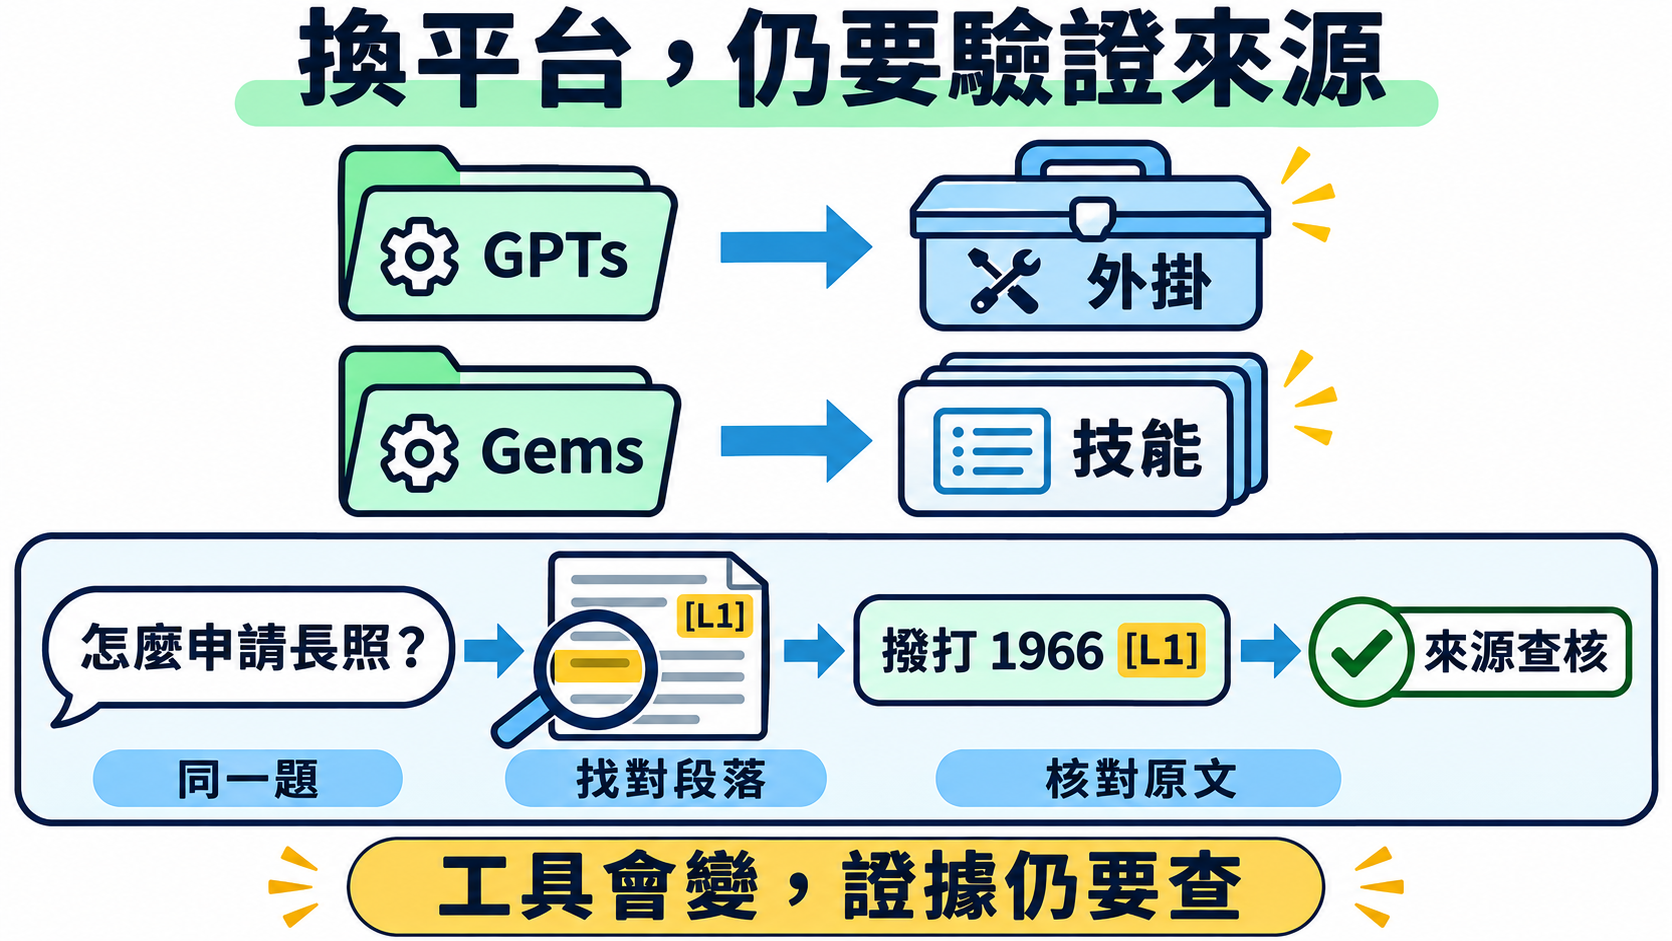 換平台，仍要驗證來源
GPTs
外掛
Gems
技能
怎麼申請長照？
[L1]
撥打 1966 [L1]
來源查核
同一題
找對段落
核對原文
工具會變，證據仍要查